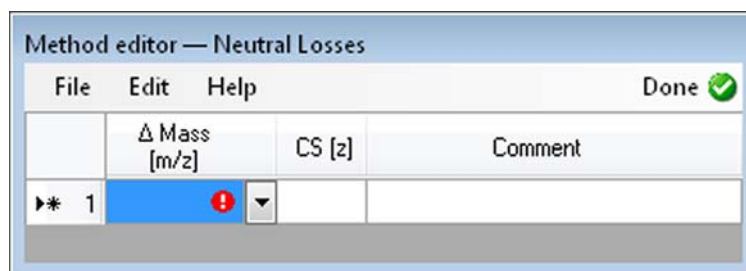 Method editor — Neutral Losses
File Edit Help Done
Δ Mass [m/z] CS [z] Comment
1